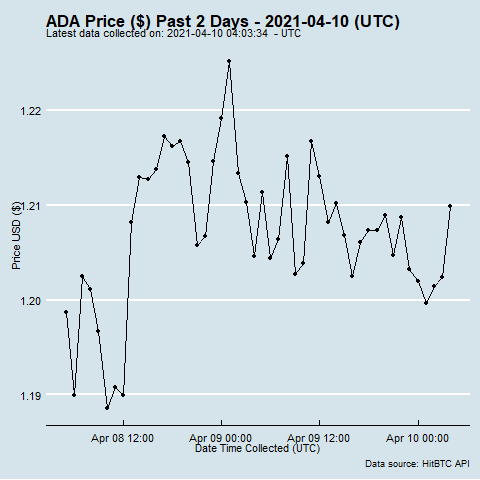 ADA Price ($) Past 2 Days - 2021-04-10 (UTC)
Latest data collected on: 2021-04-10 04:03:34 - UTC
1.22
1.21
1.20
1.19
Price USD ($)
Apr 08 12:00 Apr 09 00:00 Apr 09 12:00 Apr 10 00:00
Date Time Collected (UTC)
Data source: HitBTC API